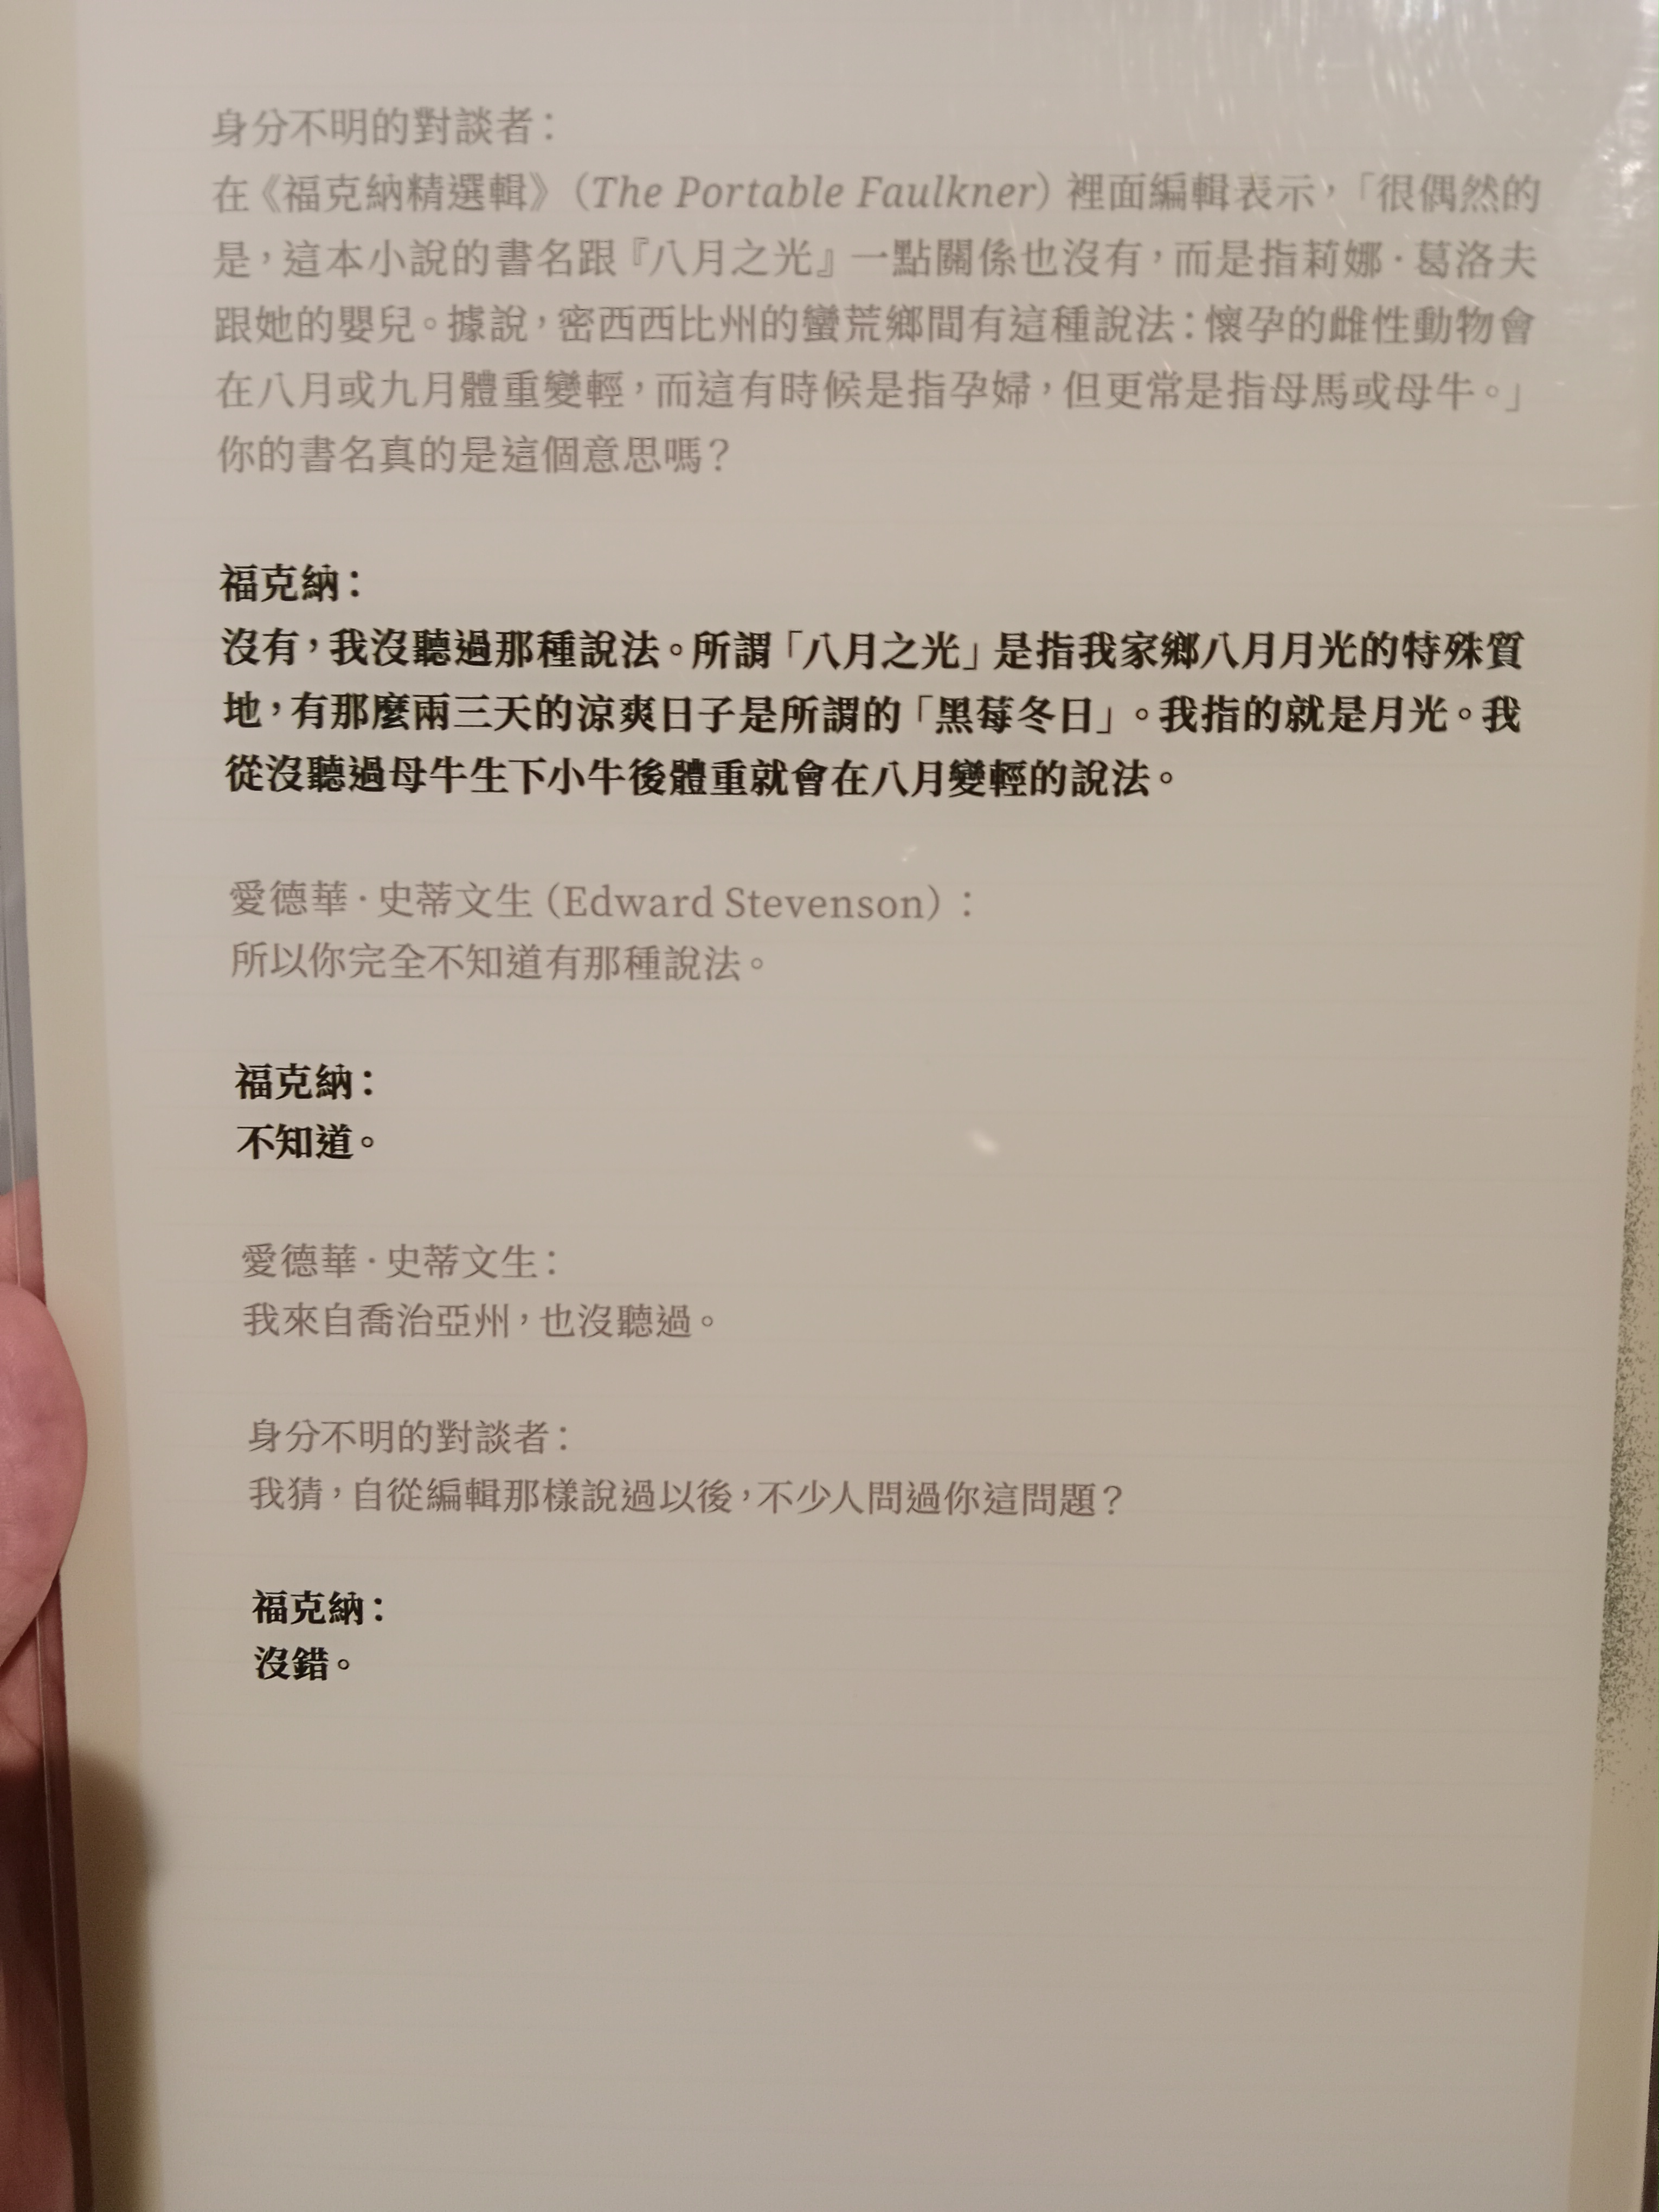 身分不明的對談者：
在《福克納精選輯》（The Portable Faulkner）裡面編輯表示，「很偶然的
是，這本小說的書名跟『八月之光』一點關係也沒有，而是指莉娜·葛洛夫
跟她的嬰兒。據說，密西西比州的蠻荒鄉間有這種說法：懷孕的雌性動物會
在八月或九月體重變輕，而這有時候是指孕婦，但更常是指母馬或母牛。」
你的書名真的是這個意思嗎？
福克納：
沒有，我沒聽過那種說法。所謂「八月之光」是指我家鄉八月月光的特殊質
地，有那麼兩三天的涼爽日子是所謂的「黑莓冬日」。我指的就是月光。我
從沒聽過母牛生下小牛後體重就會在八月變輕的說法。
愛德華·史蒂文生（Edward Stevenson）：
所以你完全不知道有那種說法。
福克納：
不知道。
愛德華·史蒂文生：
我來自喬治亞州，也沒聽過。
身分不明的對談者：
我猜，自從編輯那樣說過以後，不少人問過你這問題？
福克納：
沒錯。